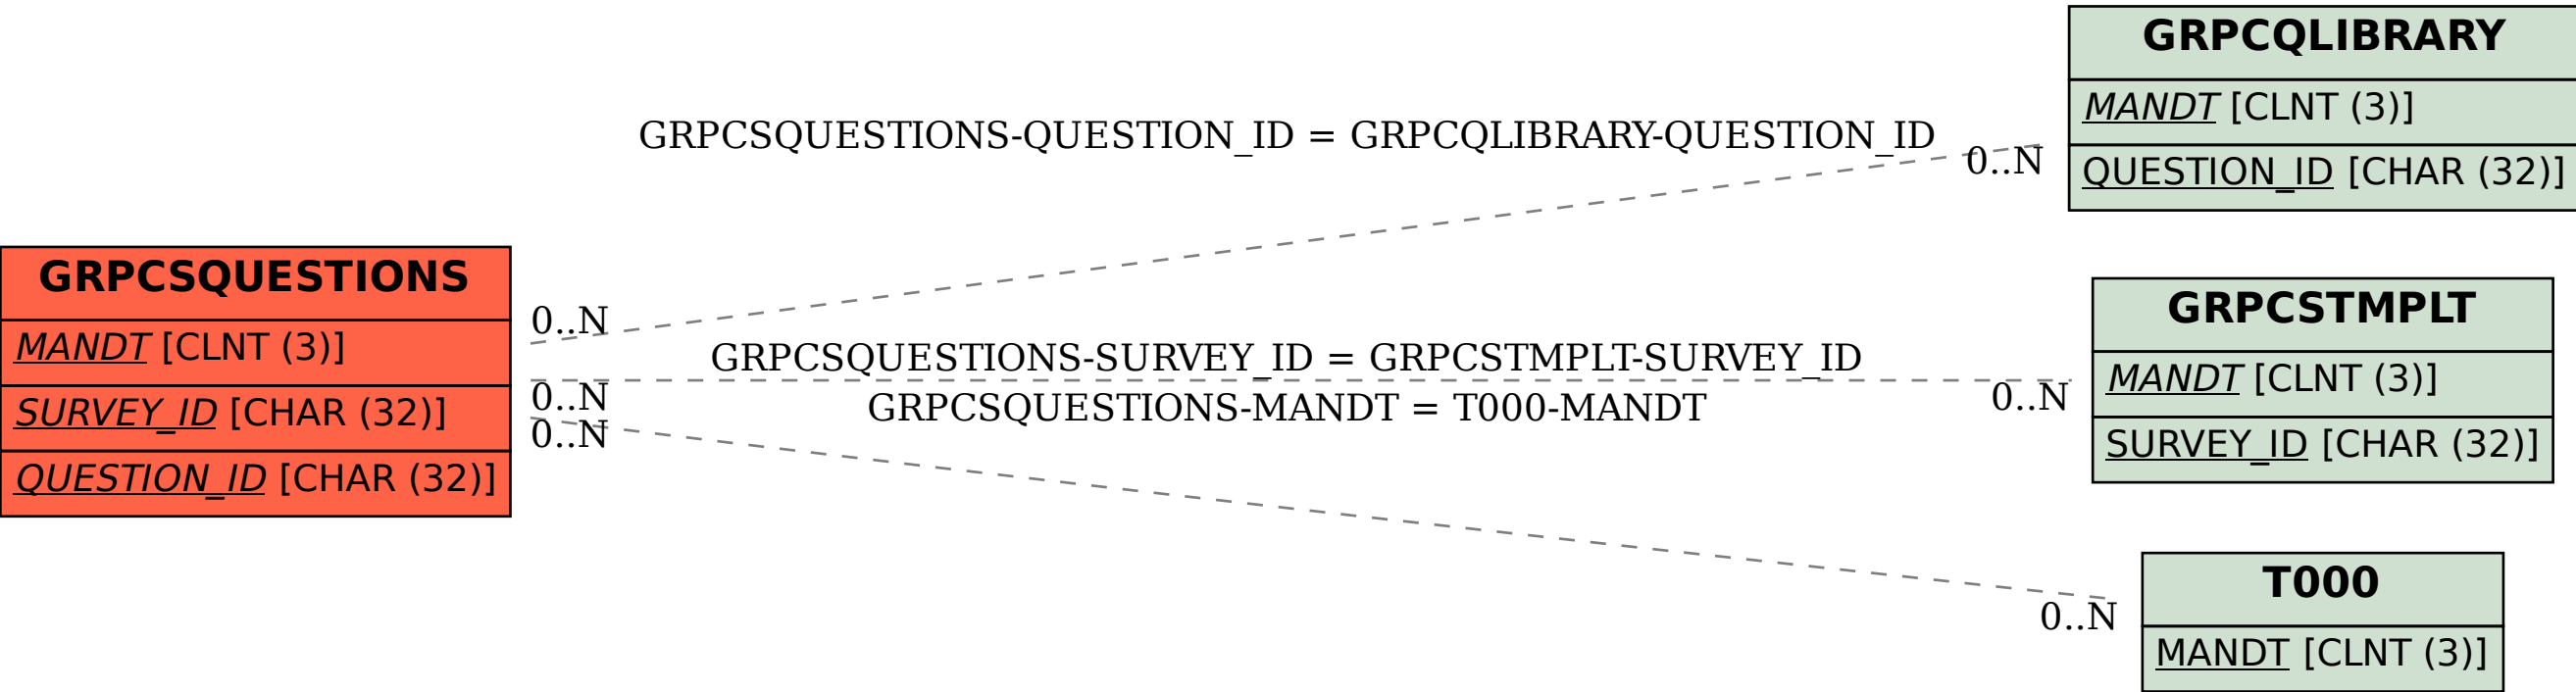 GRPCQLIBRARY
MANDT [CLNT (3)]
QUESTION_ID [CHAR (32)]
GRPCSQUESTIONS-QUESTION_ID = GRPCQLIBRARY-QUESTION_ID
0..N
GRPCSQUESTIONS
MANDT [CLNT (3)]
SURVEY_ID [CHAR (32)]
QUESTION_ID [CHAR (32)]
0..N
0..N
0..N
GRPCSQUESTIONS-SURVEY_ID = GRPCSTMPLT-SURVEY_ID
GRPCSQUESTIONS-MANDT = T000-MANDT
0..N
GRPCSTMPLT
MANDT [CLNT (3)]
SURVEY_ID [CHAR (32)]
0..N
T000
MANDT [CLNT (3)]